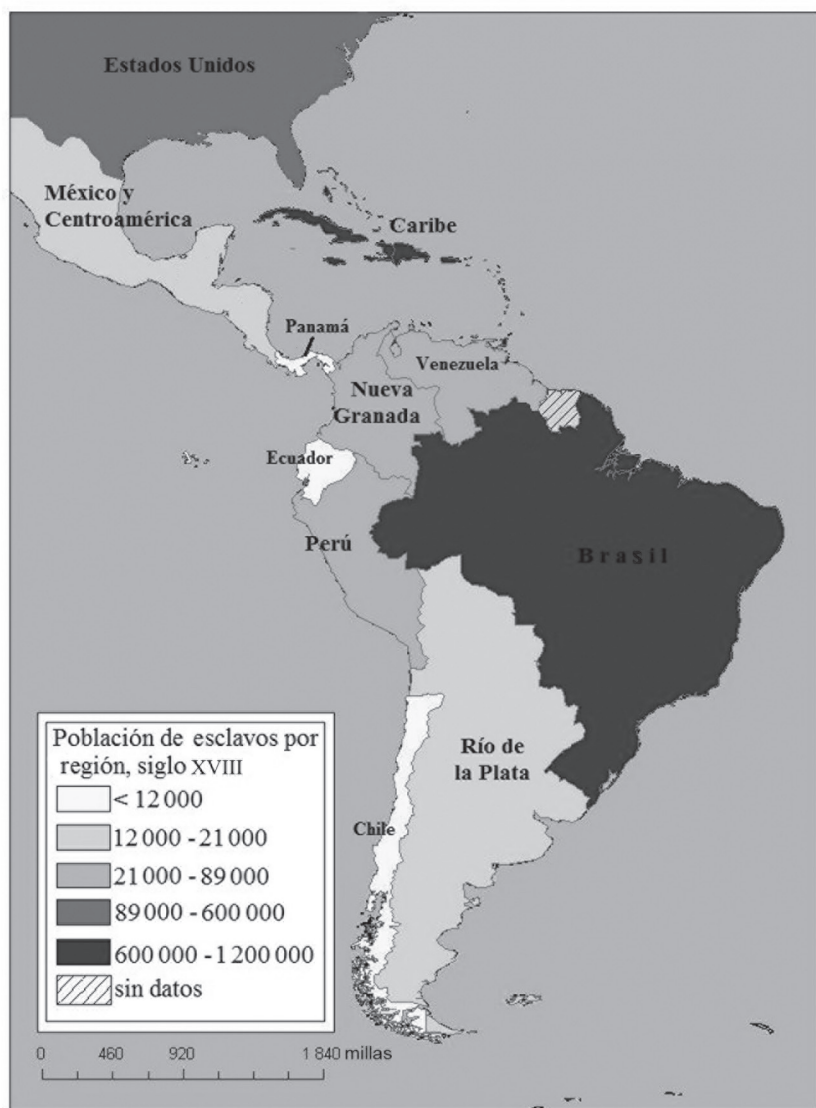 Estados Unidos
México y
Centroamérica
Caribe
Panamá
Venezuela
Nueva
Granada
Ecuador
Perú
Brasil
Río de
la Plata
Chile
Población de esclavos por
región, siglo XVIII
< 12 000
12 000 - 21 000
21 000 - 89 000
89 000 - 600 000
600 000 - 1 200 000
sin datos
0 460 920 1 840 millas